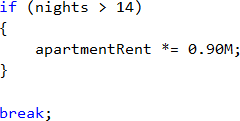 if (nights > 14)
{
    apartmentRent *= 0.90M;
}

break;